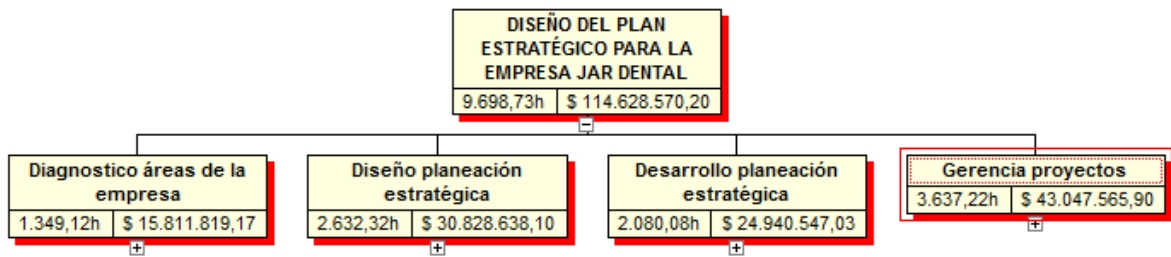 DISEÑO DEL PLAN
ESTRATÉGICO PARA LA
EMPRESA JAR DENTAL
9.698,73h $ 114.628.570,20
Diagnostico áreas de la
empresa
1.349,12h $ 15.811.819,17
Diseño planeación
estratégica
2.632,32h $ 30.828.638,10
Desarrollo planeación
estratégica
2.080,08h $ 24.940.547,03
Gerencia proyectos
3.637,22h $ 43.047.565,90